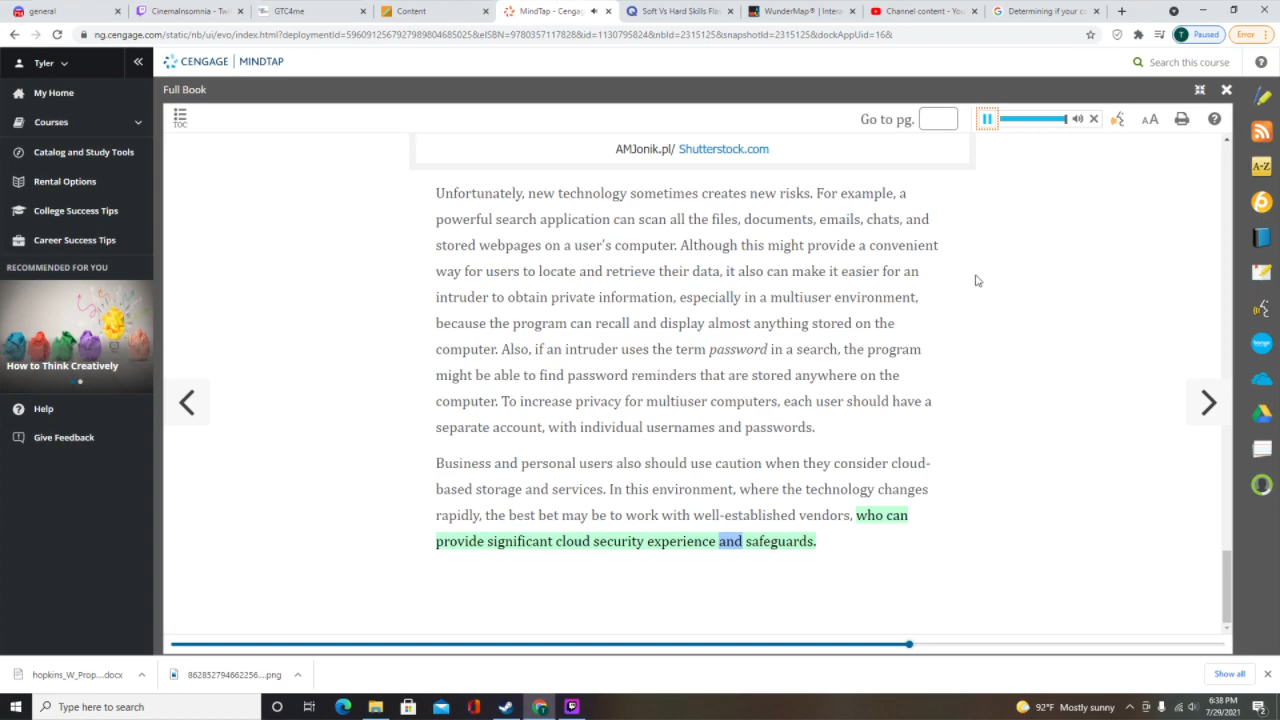 general
CinemaInsomnia - Twi
GTC4me
Content
MindTap - Cengag
Soft Vs Hard Skills Flas
WunderMap® | Intera
Channel content - You
Determining if your co
ng.cengage.com/static/nb/ui/evo/index.html?deploymentId=59609125679279898046850258&eISBN=9780357117828&id=1130795824&nbId=2315125&snapshotId=2315125&dockAppUid=16&
T Paused
Error
Tyler
CENGAGE | MINDTAP
Search this course
My Home
Full Book
Courses
TOC
Go to pg.
AA
Catalog and Study Tools
AMJonik.pl/ Shutterstock.com
A-Z
Rental Options
College Success Tips
Career Success Tips
RECOMMENDED FOR YOU
How to Think Creatively
Help
Give Feedback
Unfortunately, new technology sometimes creates new risks. For example, a
powerful search application can scan all the files, documents, emails, chats, and
stored webpages on a user's computer. Although this might provide a convenient
way for users to locate and retrieve their data, it also can make it easier for an
intruder to obtain private information, especially in a multiuser environment,
because the program can recall and display almost anything stored on the
computer. Also, if an intruder uses the term password in a search, the program
might be able to find password reminders that are stored anywhere on the
computer. To increase privacy for multiuser computers, each user should have a
separate account, with individual usernames and passwords.
Business and personal users also should use caution when they consider cloud-
based storage and services. In this environment, where the technology changes
rapidly, the best bet may be to work with well-established vendors, who can
provide significant cloud security experience and safeguards.
bongo
hopkins_W_Prop....docx
862852794662256....png
Show all
Type here to search
92°F Mostly sunny
6:38 PM
7/29/2021
2